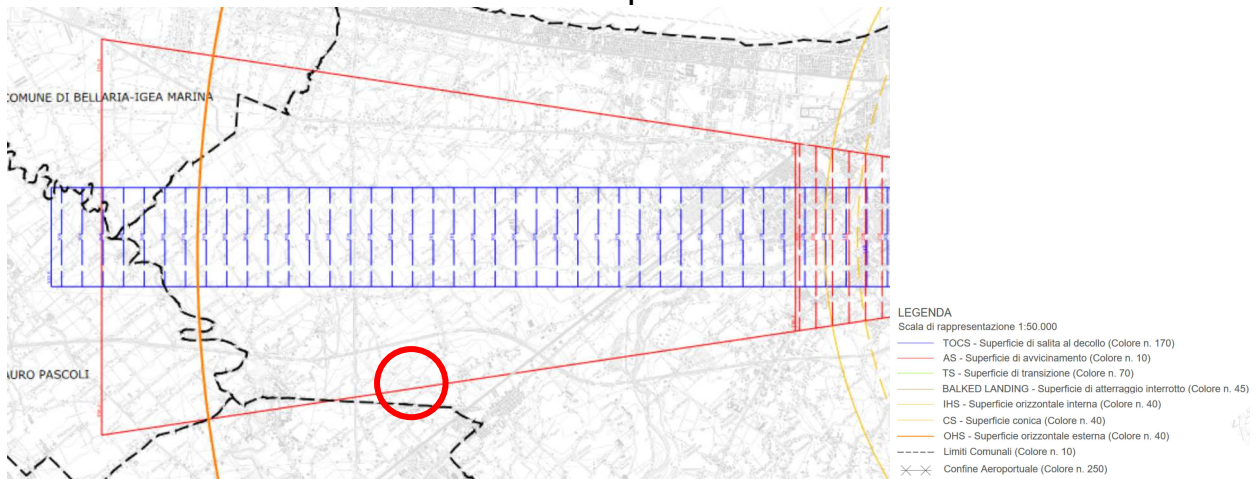 COMUNE DI BELLARIA-IGEA MARINA
AURO PASCOLI
LEGENDA
Scala di rappresentazione 1:50.000
TOCS - Superficie di salita al decollo (Colore n. 170)
AS - Superficie di avvicinamento (Colore n. 10)
TS - Superficie di transizione (Colore n. 70)
BALKED LANDING - Superficie di atterraggio interrotto (Colore n. 45)
IHS - Superficie orizzontale interna (Colore n. 40)
CS - Superficie conica (Colore n. 40)
OHS - Superficie orizzontale esterna (Colore n. 40)
Limiti Comunali (Colore n. 10)
Confine Aeroportuale (Colore n. 250)